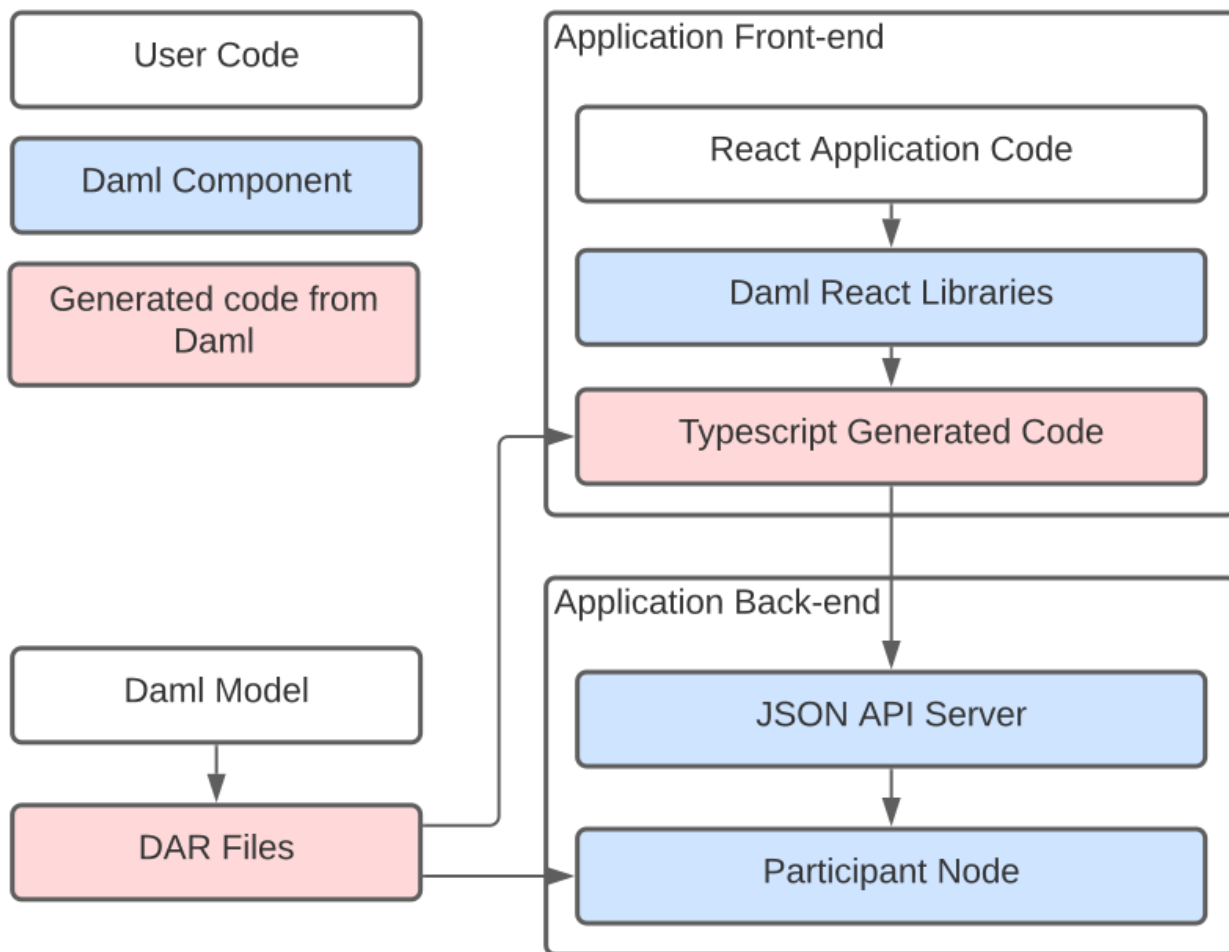 User Code
Daml Component
Generated code from
Daml
Application Front-end
React Application Code
Daml React Libraries
Typescript Generated Code
Application Back-end
Daml Model
JSON API Server
DAR Files
Participant Node